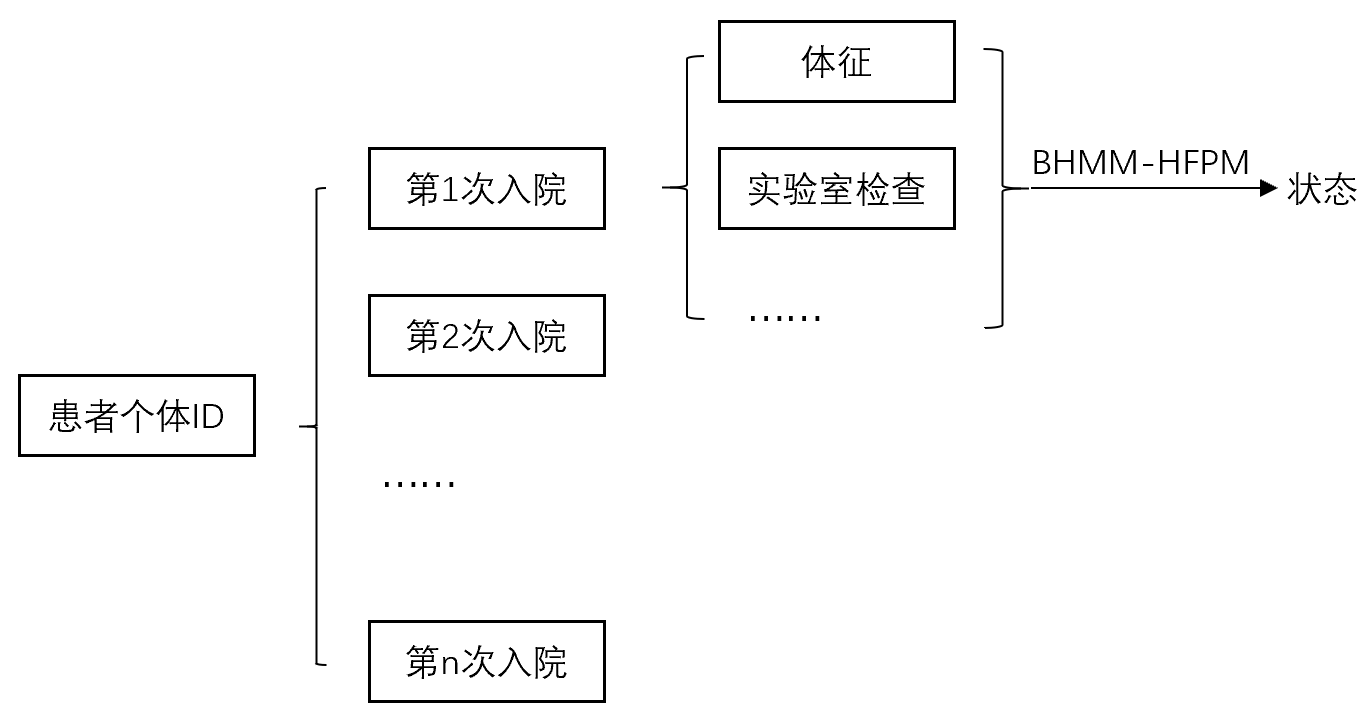 体征
BHMM-HFPM
第1次入院
实验室检查
状态
……
第2次入院
患者个体ID
……
第n次入院